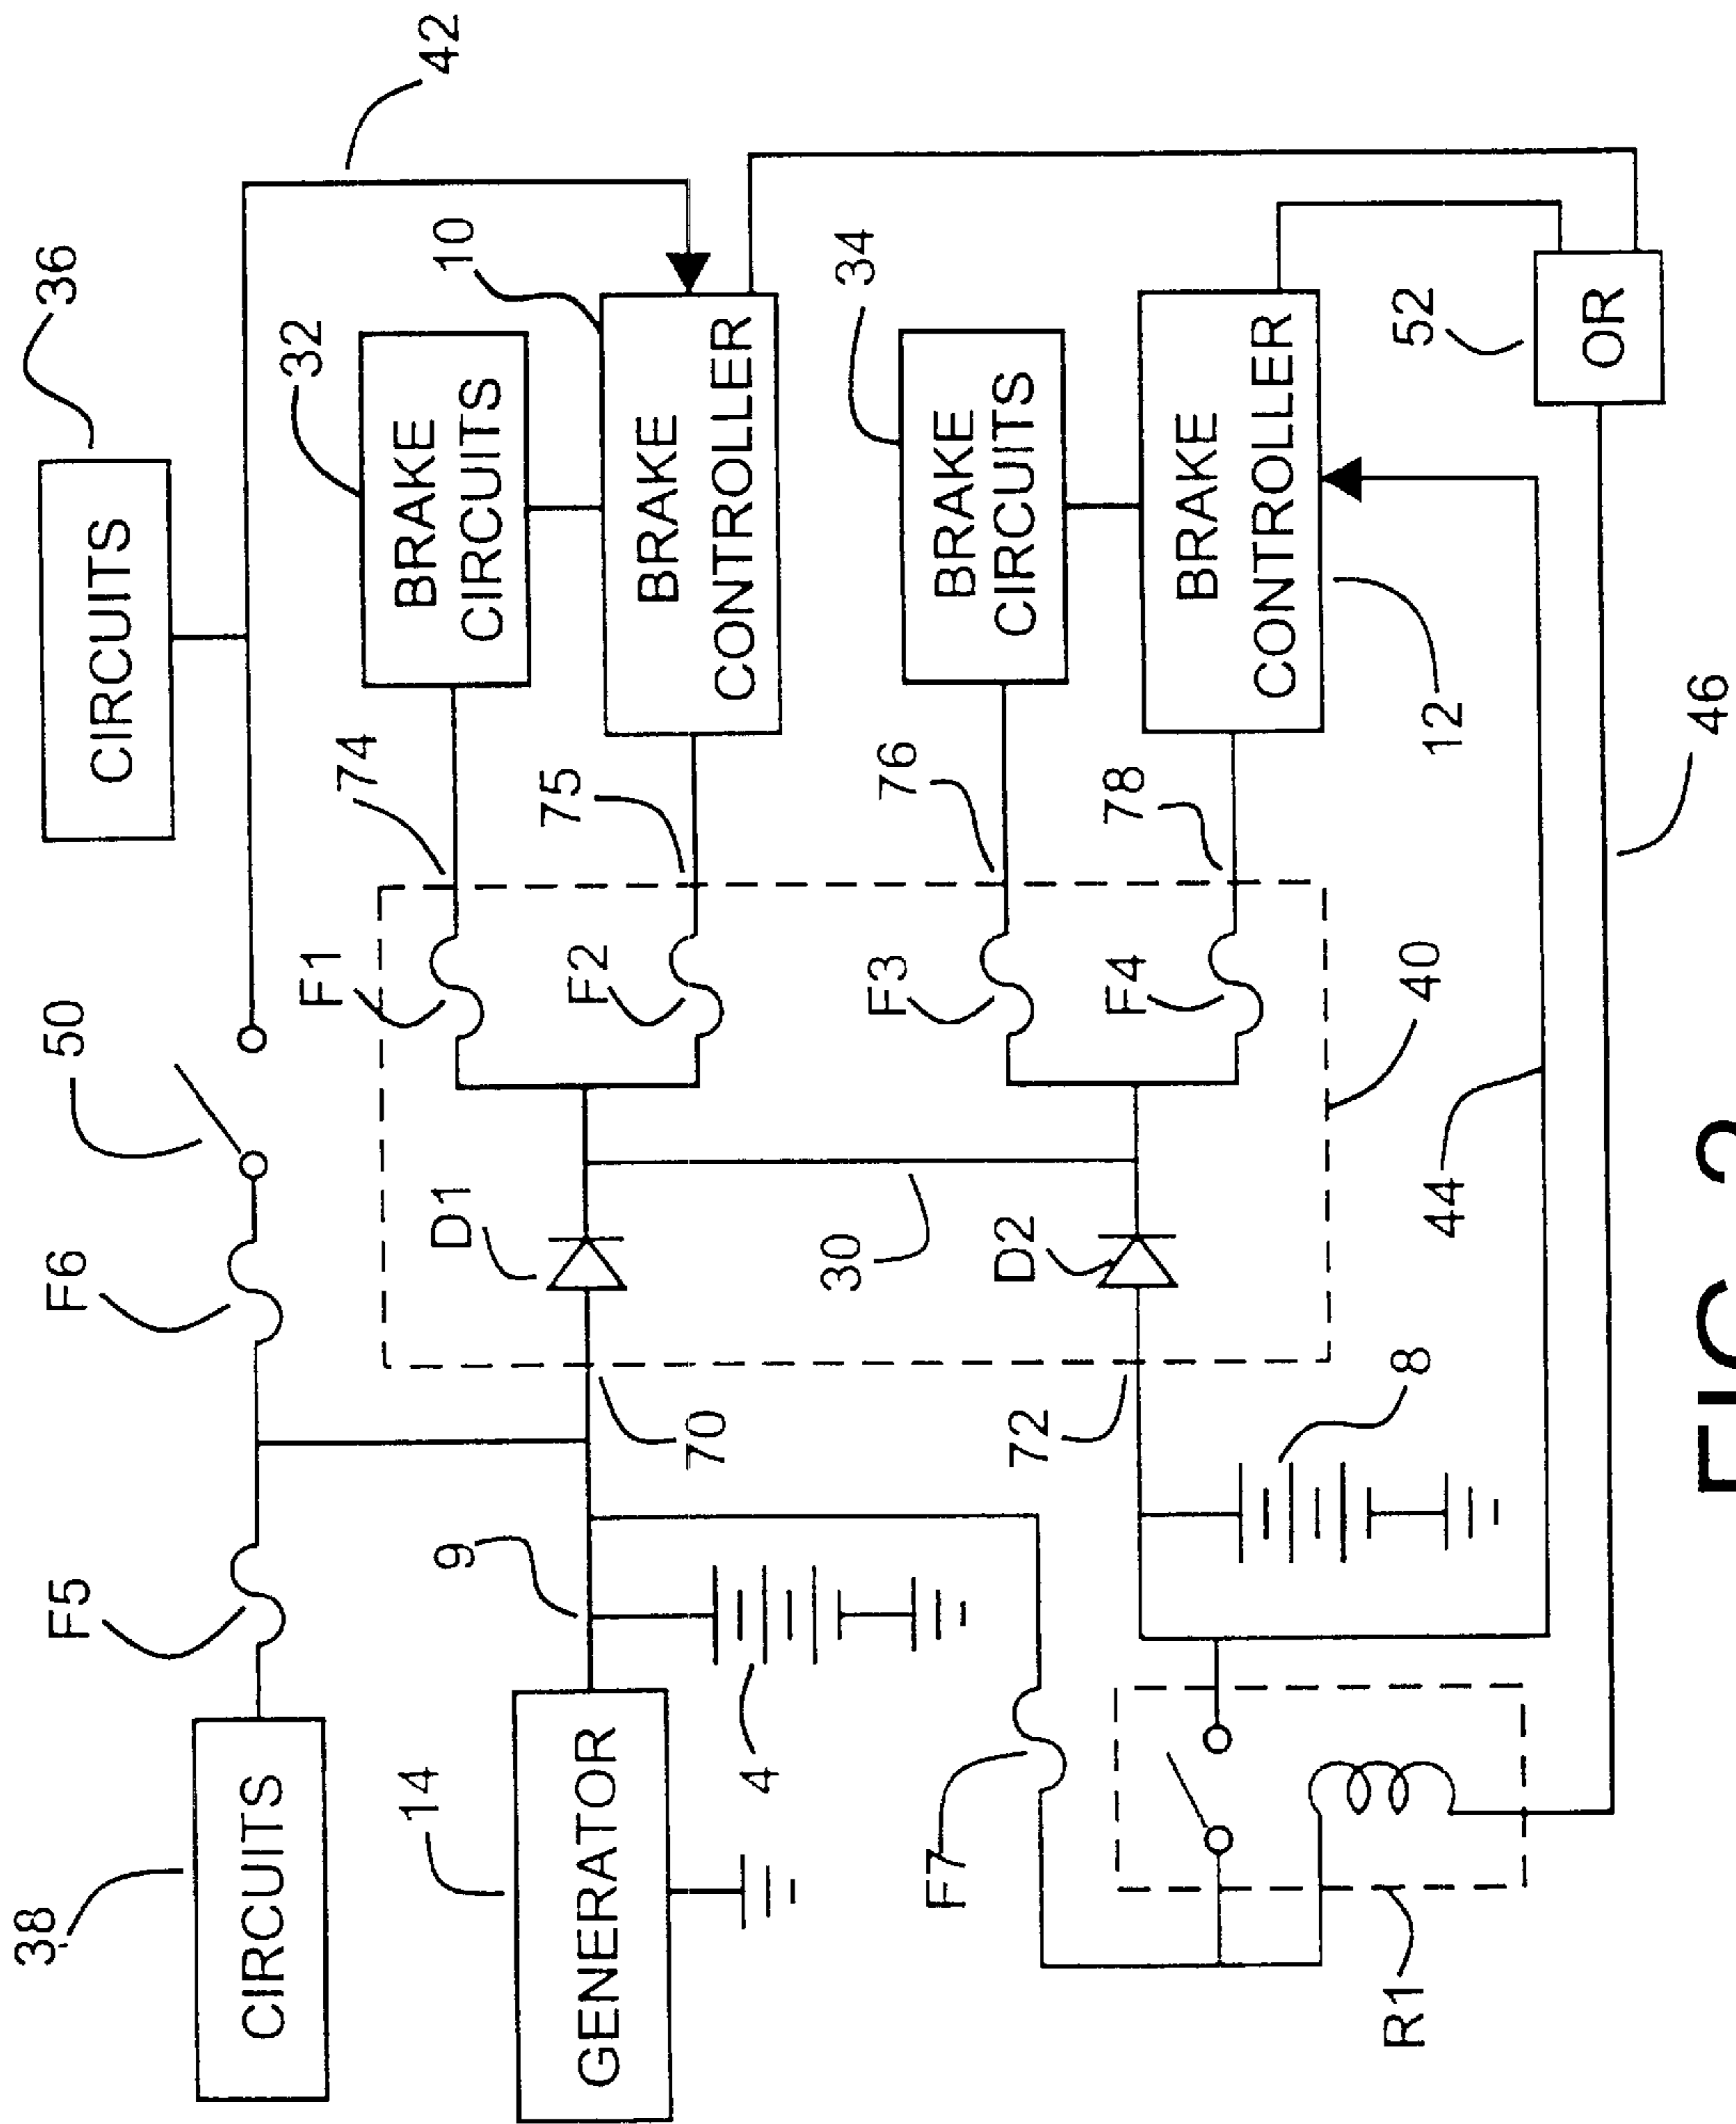 38
F5
F6
50
36
CIRCUITS
CIRCUITS
42
14
9
D1
F1
74
32
10
GENERATOR
BRAKE
CIRCUITS
BRAKE
CONTROLLER
4
70
F2
75
30
F7
72
D2
F3
76
34
BRAKE
CIRCUITS
BRAKE
CONTROLLER
F4
78
R1
8
40
12
44
52
OR
46
FIG